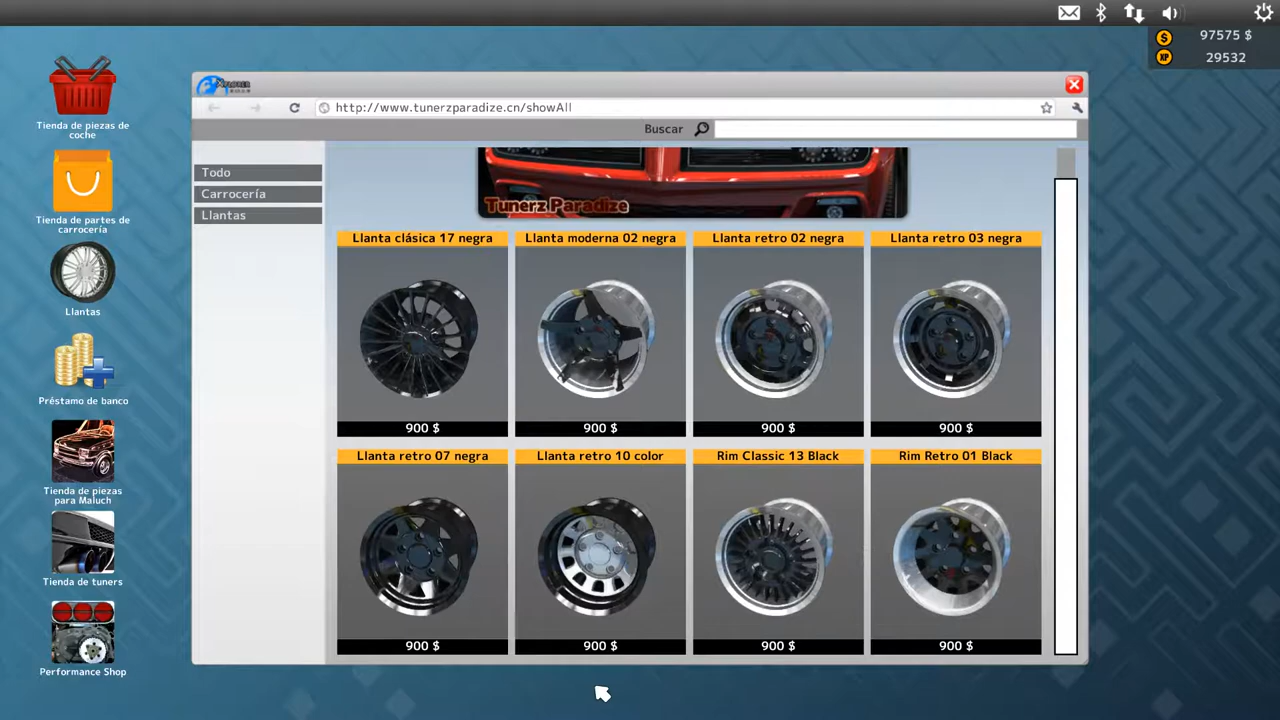 97575 $
29532
http://www.tunerzparadize.cn/showAll
Buscar
Tienda de piezas de
coche
Tienda de partes de
carrocería
Llantas
Préstamo de banco
Tienda de piezas
para Maluch
Tienda de tuners
Performance Shop
Todo
Carrocería
Llantas
Tunerz Paradize
Llanta clásica 17 negra
Llanta moderna 02 negra
Llanta retro 02 negra
Llanta retro 03 negra
900 $
900 $
900 $
900 $
Llanta retro 07 negra
Llanta retro 10 color
Rim Classic 13 Black
Rim Retro 01 Black
900 $
900 $
900 $
900 $